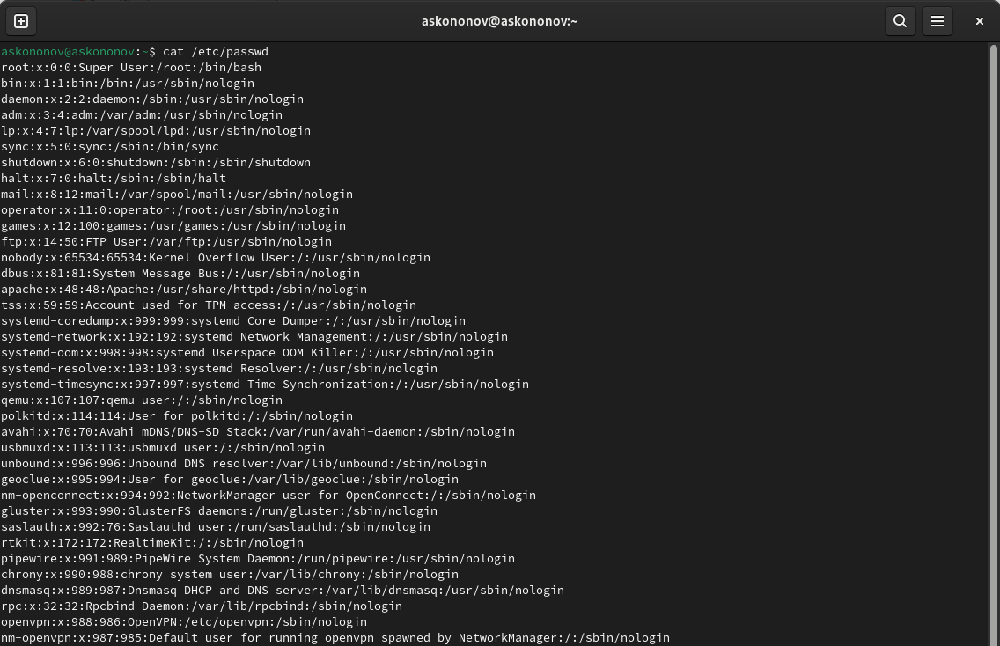 askononov@askononov:~
askononov@askononov:~$ cat /etc/passwd
root:x:0:0:Super User:/root:/bin/bash
bin:x:1:1:bin:/bin:/usr/sbin/nologin
daemon:x:2:2:daemon:/sbin:/usr/sbin/nologin
adm:x:3:4:adm:/var/adm:/usr/sbin/nologin
lp:x:4:7:lp:/var/spool/lpd:/usr/sbin/nologin
sync:x:5:0:sync:/sbin:/bin/sync
shutdown:x:6:0:shutdown:/sbin:/sbin/shutdown
halt:x:7:0:halt:/sbin:/sbin/halt
mail:x:8:12:mail:/var/spool/mail:/usr/sbin/nologin
operator:x:11:0:operator:/root:/usr/sbin/nologin
games:x:12:100:games:/usr/games:/usr/sbin/nologin
ftp:x:14:50:FTP User:/var/ftp:/usr/sbin/nologin
nobody:x:65534:65534:Kernel Overflow User:/:/usr/sbin/nologin
dbus:x:81:81:System Message Bus:/:/usr/sbin/nologin
apache:x:48:48:Apache:/usr/share/httpd:/sbin/nologin
tss:x:59:59:Account used for TPM access:/:/usr/sbin/nologin
systemd-coredump:x:999:999:systemd Core Dumper:/:/usr/sbin/nologin
systemd-network:x:192:192:systemd Network Management:/:/usr/sbin/nologin
systemd-oom:x:998:998:systemd Userspace OOM Killer:/:/usr/sbin/nologin
systemd-resolve:x:193:193:systemd Resolver:/:/usr/sbin/nologin
systemd-timesync:x:997:997:systemd Time Synchronization:/:/usr/sbin/nologin
qemu:x:107:107:qemu user:/:/sbin/nologin
polkitd:x:114:114:User for polkitd:/:/sbin/nologin
avahi:x:70:70:Avahi mDNS/DNS-SD Stack:/var/run/avahi-daemon:/sbin/nologin
usbmuxd:x:113:113:usbmuxd user:/:/sbin/nologin
unbound:x:996:996:Unbound DNS resolver:/var/lib/unbound:/sbin/nologin
geoclue:x:995:994:User for geoclue:/var/lib/geoclue:/sbin/nologin
nm-openconnect:x:994:992:NetworkManager user for OpenConnect:/:/sbin/nologin
gluster:x:993:990:GlusterFS daemons:/run/gluster:/sbin/nologin
saslauth:x:992:76:Saslauthd user:/run/saslauthd:/sbin/nologin
rtkit:x:172:172:RealtimeKit:/:/sbin/nologin
pipewire:x:991:989:PipeWire System Daemon:/run/pipewire:/usr/sbin/nologin
chrony:x:990:988:chrony system user:/var/lib/chrony:/sbin/nologin
dnsmasq:x:989:987:Dnsmasq DHCP and DNS server:/var/lib/dnsmasq:/usr/sbin/nologin
rpc:x:32:32:Rpcbind Daemon:/var/lib/rpcbind:/sbin/nologin
openvpn:x:988:986:OpenVPN:/etc/openvpn:/sbin/nologin
nm-openvpn:x:987:985:Default user for running openvpn spawned by NetworkManager:/:/sbin/nologin